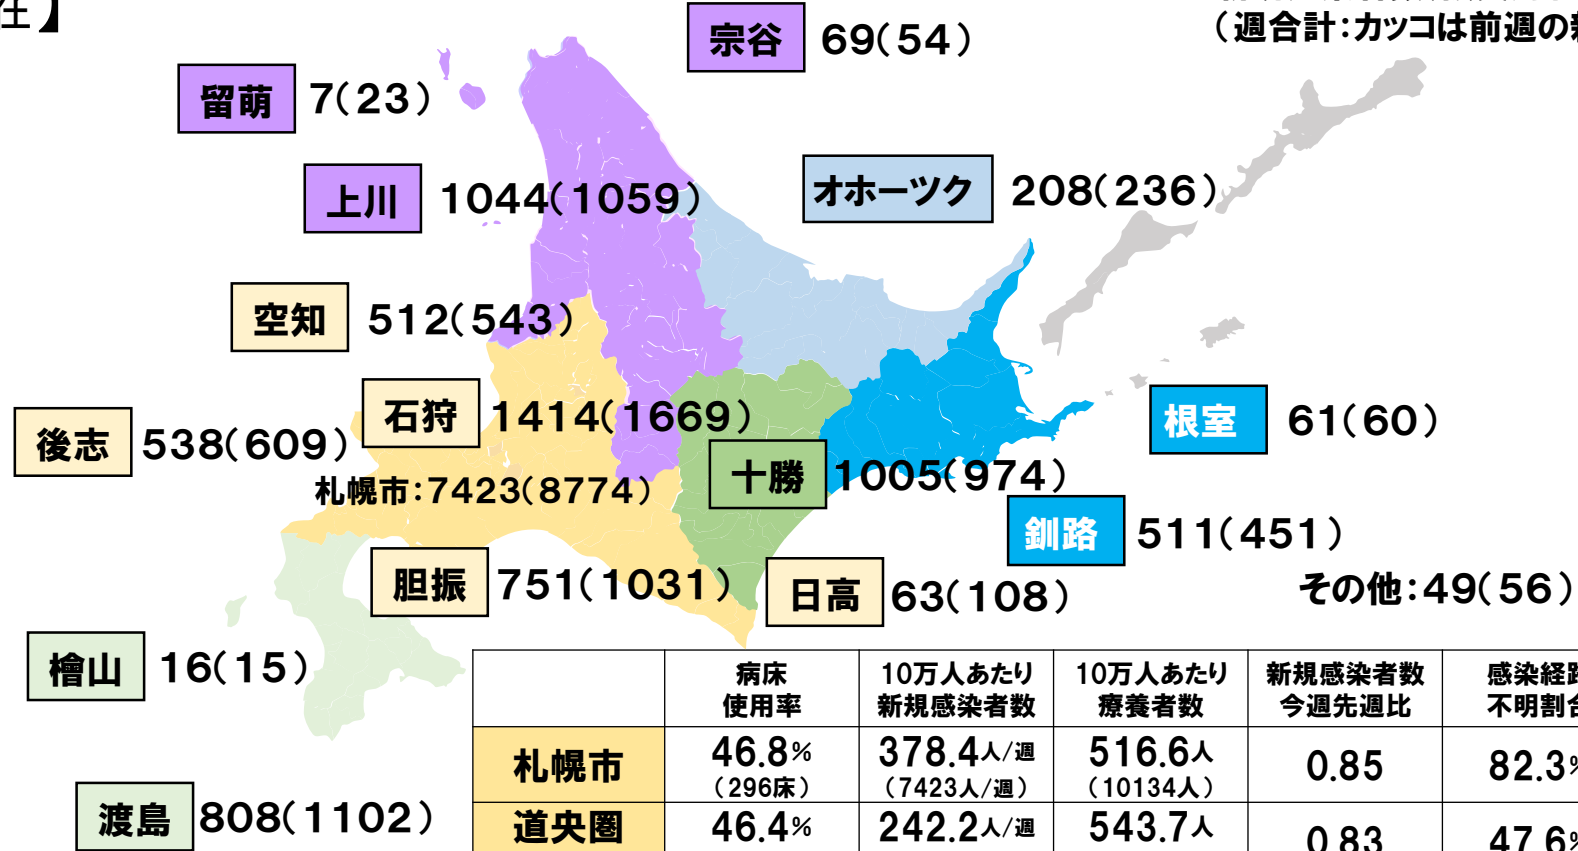 住】
（週合計：カッコは前週の
宗谷 69(54)
留萌 7(23)
上川 1044(1059)
オホーツク 208(236)
空知 512(543)
石狩 1414(1669)
後志 538(609)
根室 61(60)
十勝 1005(974)
札幌市：7423(8774)
釧路 511(451)
胆振 751(1031)
日高 63(108)
その他：49(56)
檜山 16(15)
渡島 808(1102)
病床 10万人あたり 10万人あたり 新規感染者数 感染経路
使用率 新規感染者数 療養者数 今週先週比 不明割合
札幌市 46.8% 378.4人/週 516.6人 0.85 82.3%
（296床） （7423人/週） （10134人）
道央圏 46.4% 242.2人/週 543.7人 0.83 47.6%